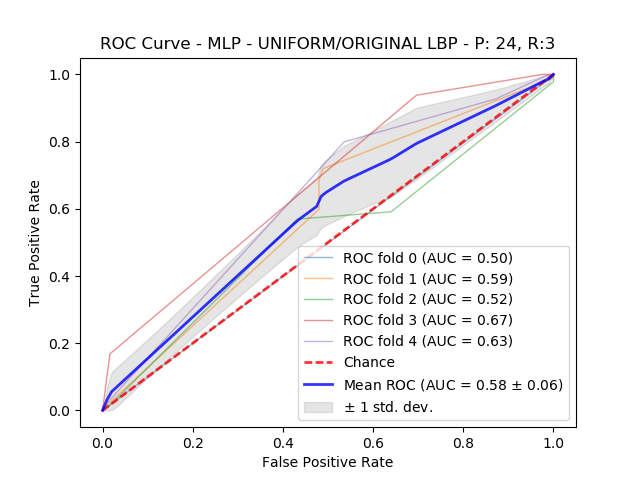 ROC Curve - MLP - UNIFORM/ORIGINAL LBP - P: 24, R:3
True Positive Rate
1.0
0.8
0.6
0.4
0.2
0.0
ROC fold 0 (AUC = 0.50)
ROC fold 1 (AUC = 0.59)
ROC fold 2 (AUC = 0.52)
ROC fold 3 (AUC = 0.67)
ROC fold 4 (AUC = 0.63)
Chance
Mean ROC (AUC = 0.58 ± 0.06)
± 1 std. dev.
0.0 0.2 0.4 0.6 0.8 1.0
False Positive Rate